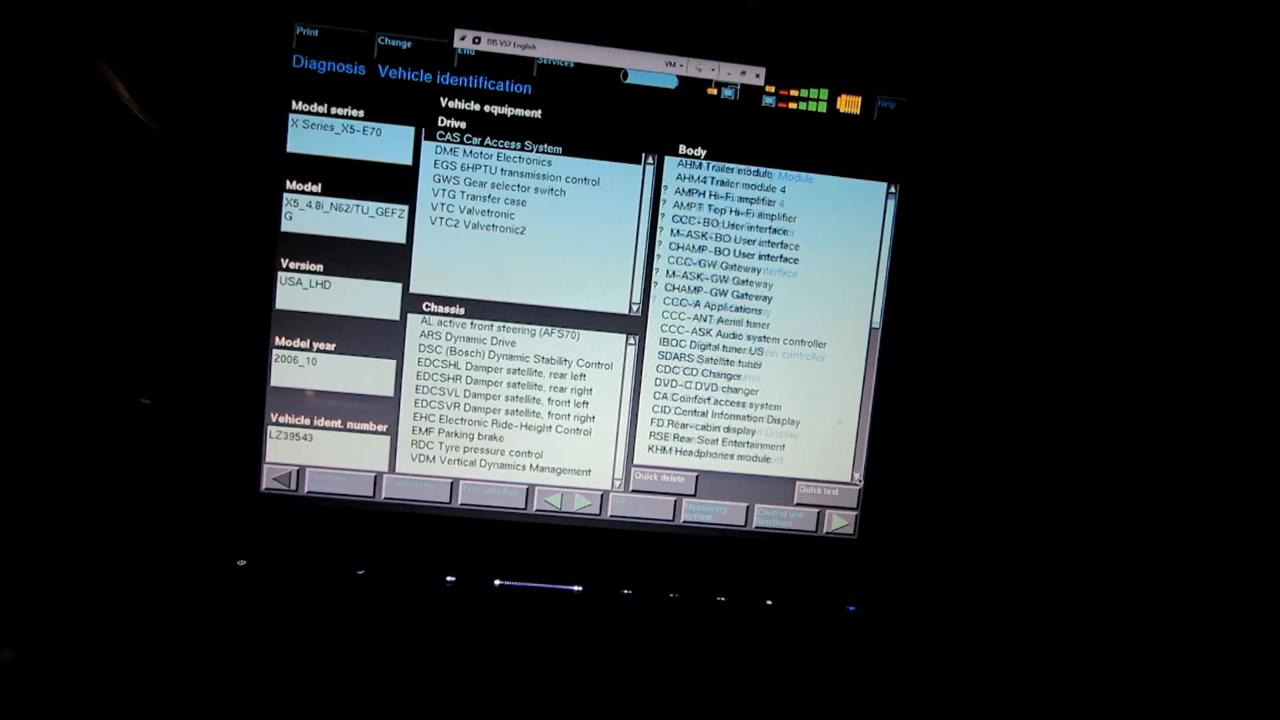 Print
Change
End
Services
DIS V57 English
VM
Help
Diagnosis Vehicle identification
Model series
X Series_X5-E70
Model
X5_4.8i_N62/TU_GEFZ
G
Version
USA_LHD
Model year
2006_10
Vehicle ident. number
LZ39543
Vehicle equipment
Drive
CAS Car Access System
DME Motor Electronics
EGS 6HPTU transmission control
GWS Gear selector switch
VTG Transfer case
VTC Valvetronic
VTC2 Valvetronic2
Chassis
AL active front steering (AFS70)
ARS Dynamic Drive
DSC (Bosch) Dynamic Stability Control
EDCSHL Damper satellite, rear left
EDCSHR Damper satellite, rear right
EDCSVL Damper satellite, front left
EDCSVR Damper satellite, front right
EHC Electronic Ride-Height Control
EMF Parking brake
RDC Tyre pressure control
VDM Vertical Dynamics Management
Body
AHM Trailer module
AHM4 Trailer module 4
? AMPH Hi-Fi amplifier
? AMPT Top Hi-Fi amplifier
? CCC-BO User interface
? M-ASK-BO User interface
? CHAMP-BO User interface
? CCC-GW Gateway
? M-ASK-GW Gateway
? CHAMP-GW Gateway
CCC-A Applications
CCC-ANT Aerial tuner
CCC-ASK Audio system controller
IBOC Digital tuner US
SDARS Satellite tuner
CDC CD Changer
DVD-C DVD changer
CA Comfort access system
CID Central Information Display
FD Rear-cabin display
RSE Rear Seat Entertainment
KHM Headphones module
Quick delete
Quick test
Measuring
system
Control unit
functions